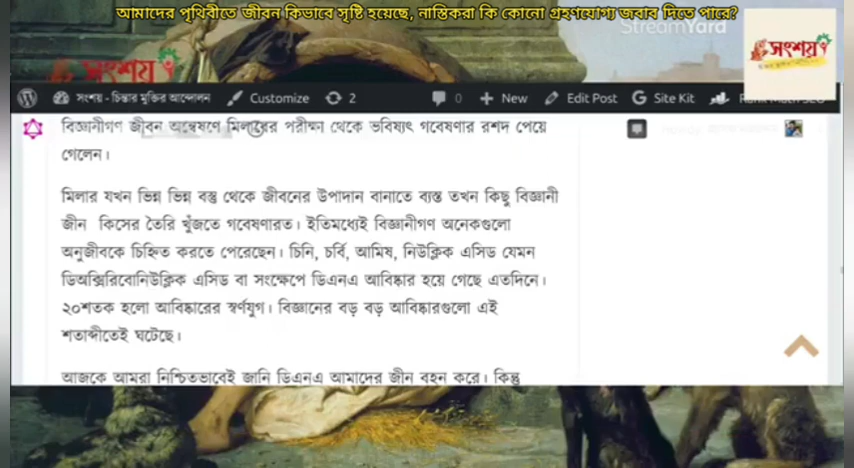 আমাদের পৃথিবীতে জীবন কিভাবে সৃষ্টি হয়েছে, নাস্তিকরা কি কোনো গ্রহণযোগ্য জবাব দিতে পারে?
StreamYard
সংশয়
সংশয়
সংশয় - চিন্তার মুক্তির আন্দোলন Customize 2 0 New Edit Post Site Kit Rank Math SEO
বিজ্ঞানীগণ জীবন অন্বেষণে মিলারের পরীক্ষা থেকে ভবিষ্যৎ গবেষণার রশদ পেয়ে
গেলেন।
মিলার যখন ভিন্ন ভিন্ন বস্তু থেকে জীবনের উপাদান বানাতে ব্যস্ত তখন কিছু বিজ্ঞানী
জীন কিসের তৈরি খুঁজতে গবেষণারত। ইতিমধ্যেই বিজ্ঞানীগণ অনেকগুলো
অনুজীবকে চিহ্নিত করতে পেরেছেন। চিনি, চর্বি, আমিষ, নিউক্লিক এসিড যেমন
ডিঅক্সিরিবোনিউক্লিক এসিড বা সংক্ষেপে ডিএনএ আবিষ্কার হয়ে গেছে এতদিনে।
২০শতক হলো আবিষ্কারের স্বর্ণযুগ। বিজ্ঞানের বড় বড় আবিষ্কারগুলো এই
শতাব্দীতেই ঘটেছে।
আজকে আমরা নিশ্চিতভাবেই জানি ডিএনএ আমাদের জীন বহন করে। কিন্তু